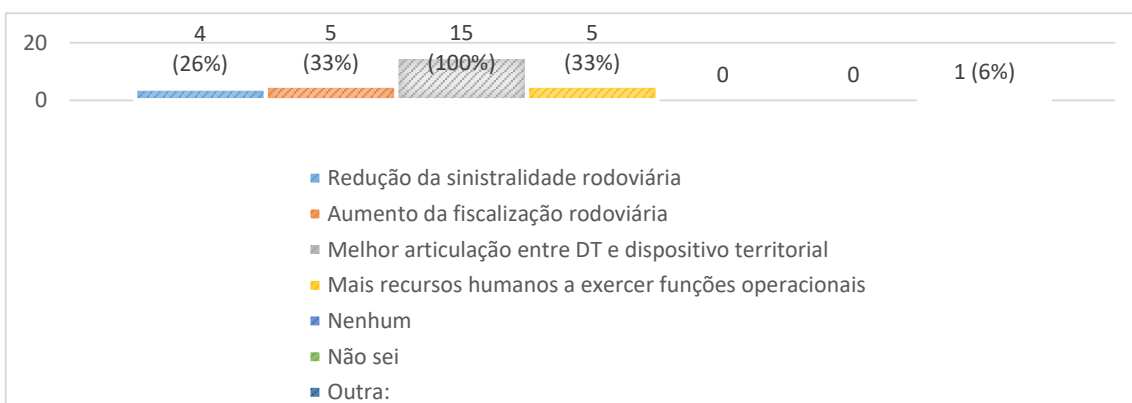 20
0
4
(26%)
5
(33%)
15
(100%)
5
(33%)
0
0
1 (6%)
Redução da sinistralidade rodoviária
Aumento da fiscalização rodoviária
Melhor articulação entre DT e dispositivo territorial
Mais recursos humanos a exercer funções operacionais
Nenhum
Não sei
Outra: